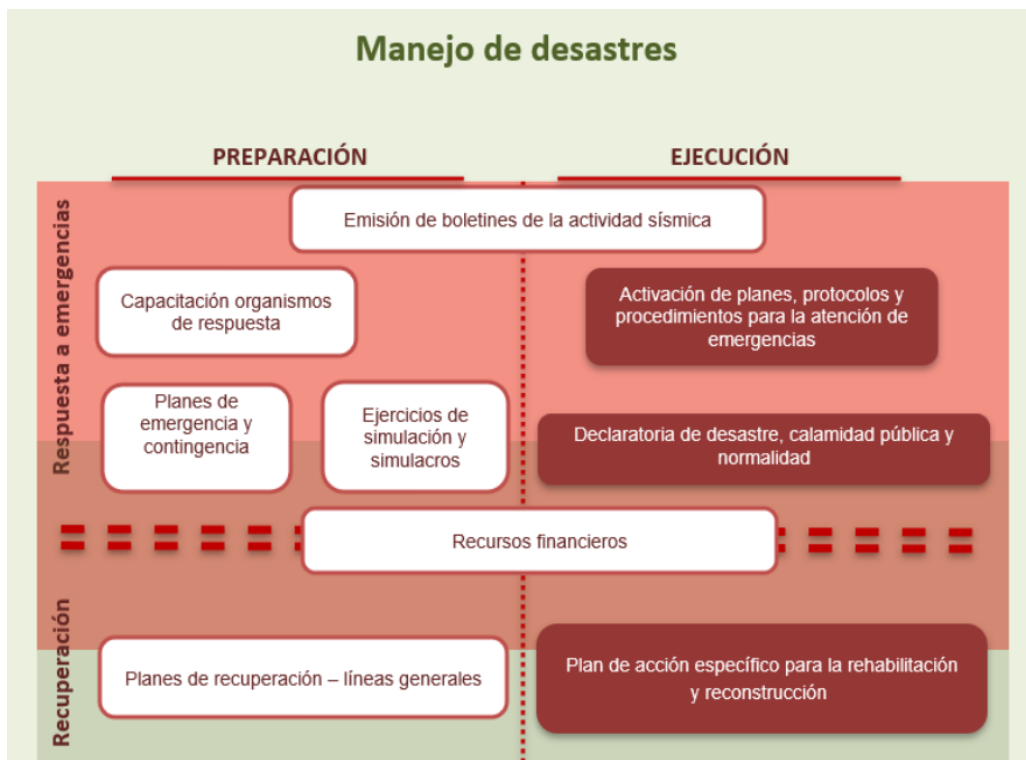 Manejo de desastres
PREPARACIÓN
EJECUCIÓN
Respuesta a emergencias
Emisión de boletines de la actividad sísmica
Capacitación organismos
de respuesta
Activación de planes, protocolos y
procedimientos para la atención de
emergencias
Planes de
emergencia y
contingencia
Ejercicios de
simulación y
simulacros
Declaratoria de desastre, calamidad pública y
normalidad
Recursos financieros
Recuperación
Planes de recuperación – líneas generales
Plan de acción específico para la rehabilitación
y reconstrucción